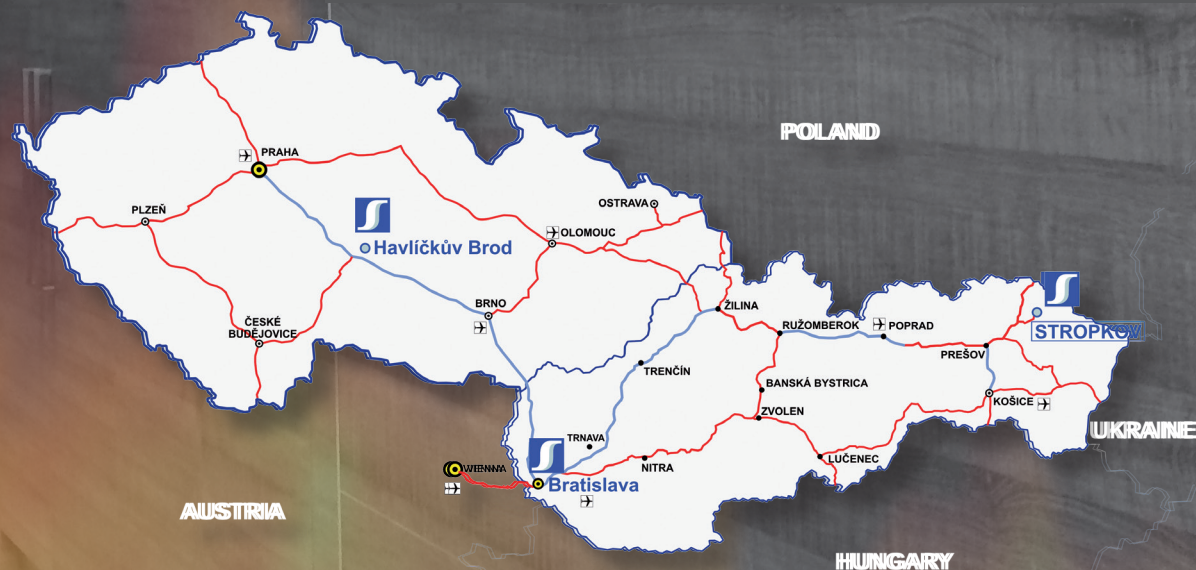 POLAND
PRAHA
PLZEŇ
OSTRAVA
Havlíčkův Brod
OLOMOUC
BRNO
ŽILINA
ČESKÉ
BUDĚJOVICE
RUŽOMBEROK
POPRAD
STROPKOV
PREŠOV
TRENČÍN
BANSKÁ BYSTRICA
KOŠICE
ZVOLEN
UKRAINE
TRNAVA
NITRA
LUČENEC
Bratislava
AUSTRIA
HUNGARY